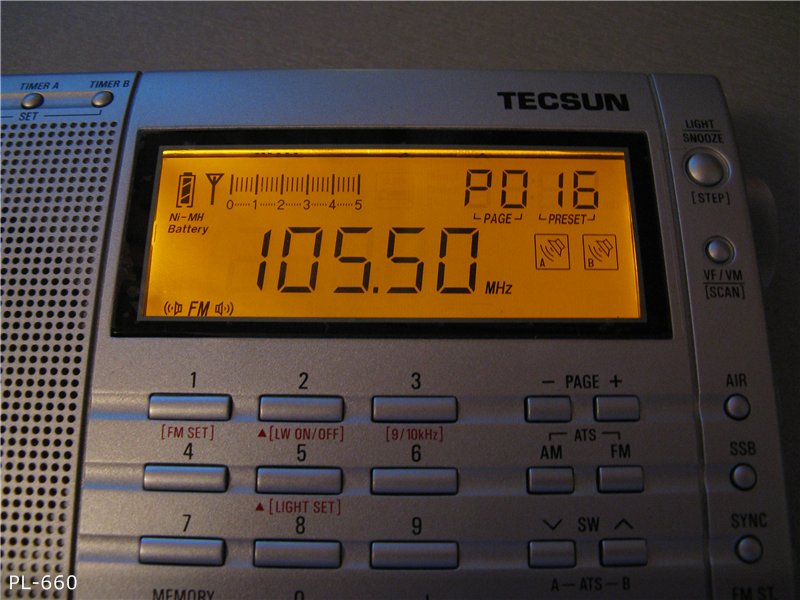 TIMER A
TIMER B
SET
TECSUN
LIGHT
SNOOZE
[STEP]
0 1 2 3 4 5
P016
PAGE
PRESET
Ni-MH
Battery
105.50 MHz
A
B
FM
VF/VM
[SCAN]
1
2
3
- PAGE +
AIR
[FM SET]
▲[LW ON/OFF]
[9/10kHz]
ATS
4
5
6
AM
FM
SSB
▲[LIGHT SET]
7
8
9
SW
SYNC
A—ATS—B
MEMORY
0
FM ST
PL-660